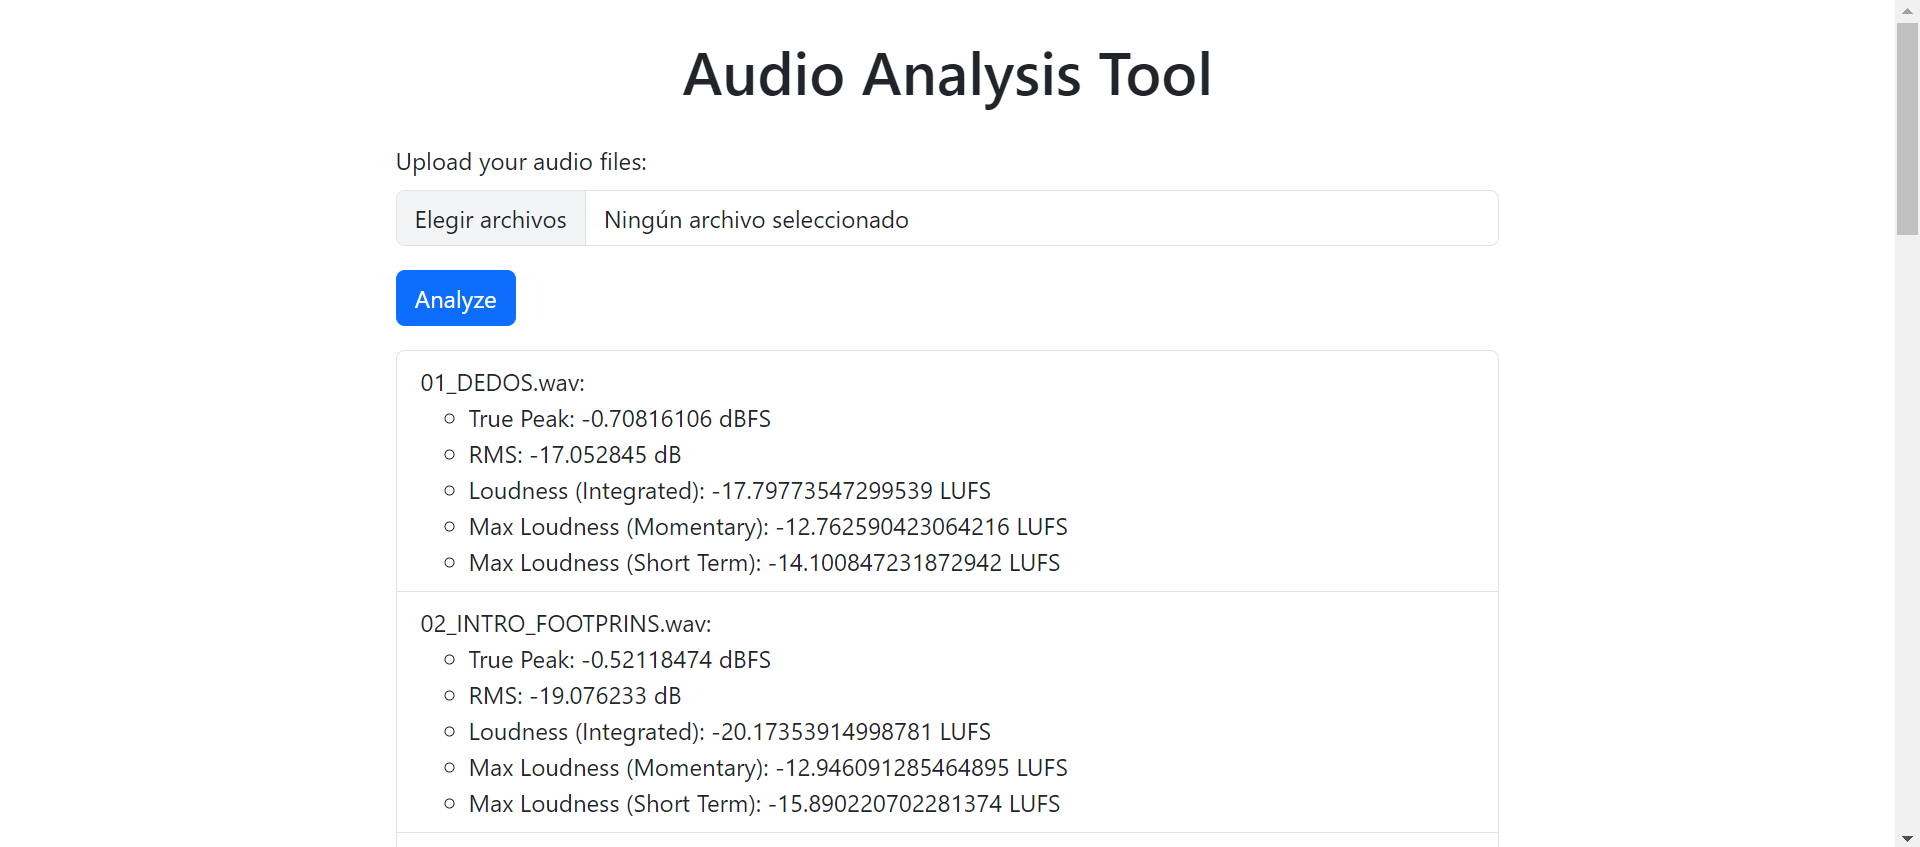 Audio Analysis Tool
Upload your audio files:
Elegir archivos Ningún archivo seleccionado
Analyze
01_DEDOS.wav:
True Peak: -0.70816106 dBFS
RMS: -17.052845 dB
Loudness (Integrated): -17.79773547299539 LUFS
Max Loudness (Momentary): -12.762590423064216 LUFS
Max Loudness (Short Term): -14.100847231872942 LUFS
02_INTRO_FOOTPRINS.wav:
True Peak: -0.52118474 dBFS
RMS: -19.076233 dB
Loudness (Integrated): -20.17353914998781 LUFS
Max Loudness (Momentary): -12.946091285464895 LUFS
Max Loudness (Short Term): -15.890220702281374 LUFS